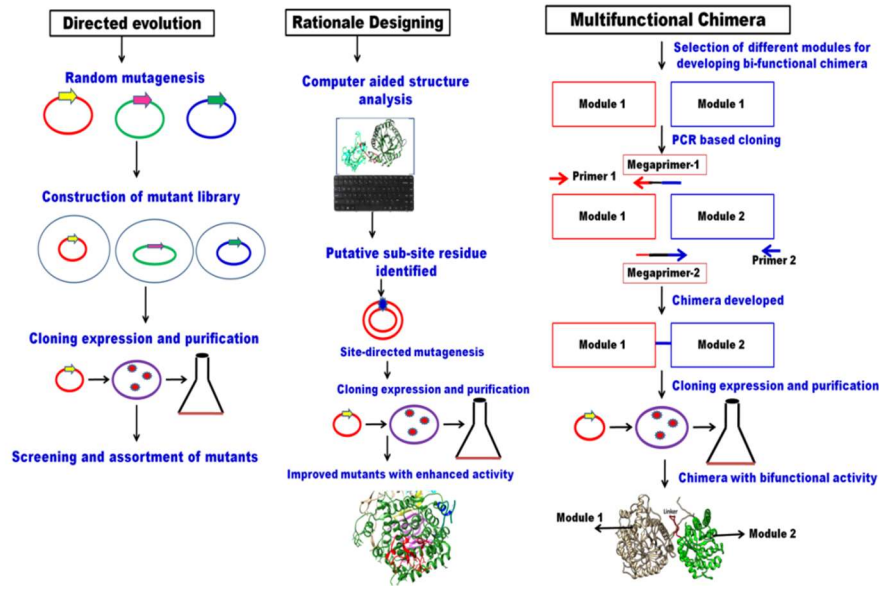 Directed evolution
Random mutagenesis
Construction of mutant library
Cloning expression and purification
Screening and assortment of mutants
Rationale Designing
Computer aided structure
analysis
Putative sub-site residue
identified
Site-directed mutagenesis
Cloning expression and purification
Improved mutants with enhanced activity
Multifunctional Chimera
Selection of different modules for
developing bi-functional chimera
Module 1
Module 1
PCR based cloning
Megaprimer-1
Primer 1
Module 1
Module 2
Primer 2
Megaprimer-2
Chimera developed
Module 1
Module 2
Cloning expression and purification
Chimera with bifunctional activity
Module 1
Linker
Module 2